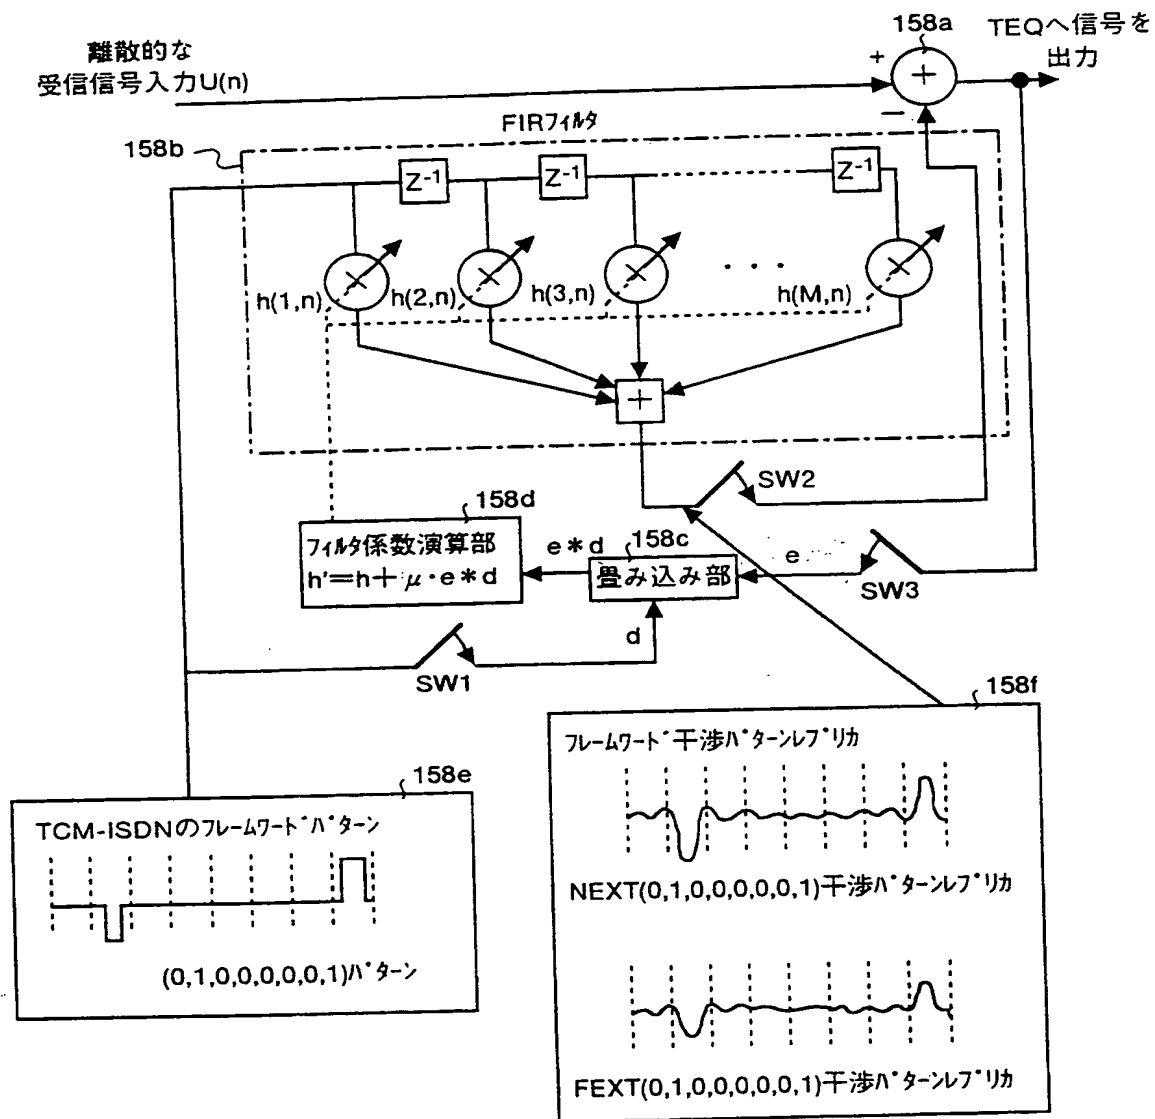 158a
TEQへ信号を
出力
離散的な
受信信号入力U(n)
+
+
−
FIRフィルタ
158b
Z⁻¹
Z⁻¹
Z⁻¹
×
×
×
×
. . .
h(1,n)
h(2,n)
h(3,n)
h(M,n)
+
SW2
158d
フィルタ係数演算部
h'=h+μ・e*d
e*d
158c
畳み込み部
e
SW3
d
SW1
158e
TCM-ISDNのフレームワードパターン
(0,1,0,0,0,0,0,1)パターン
158f
フレームワード干渉パターンレプリカ
NEXT(0,1,0,0,0,0,0,1)干渉パターンレプリカ
FEXT(0,1,0,0,0,0,0,1)干渉パターンレプリカ